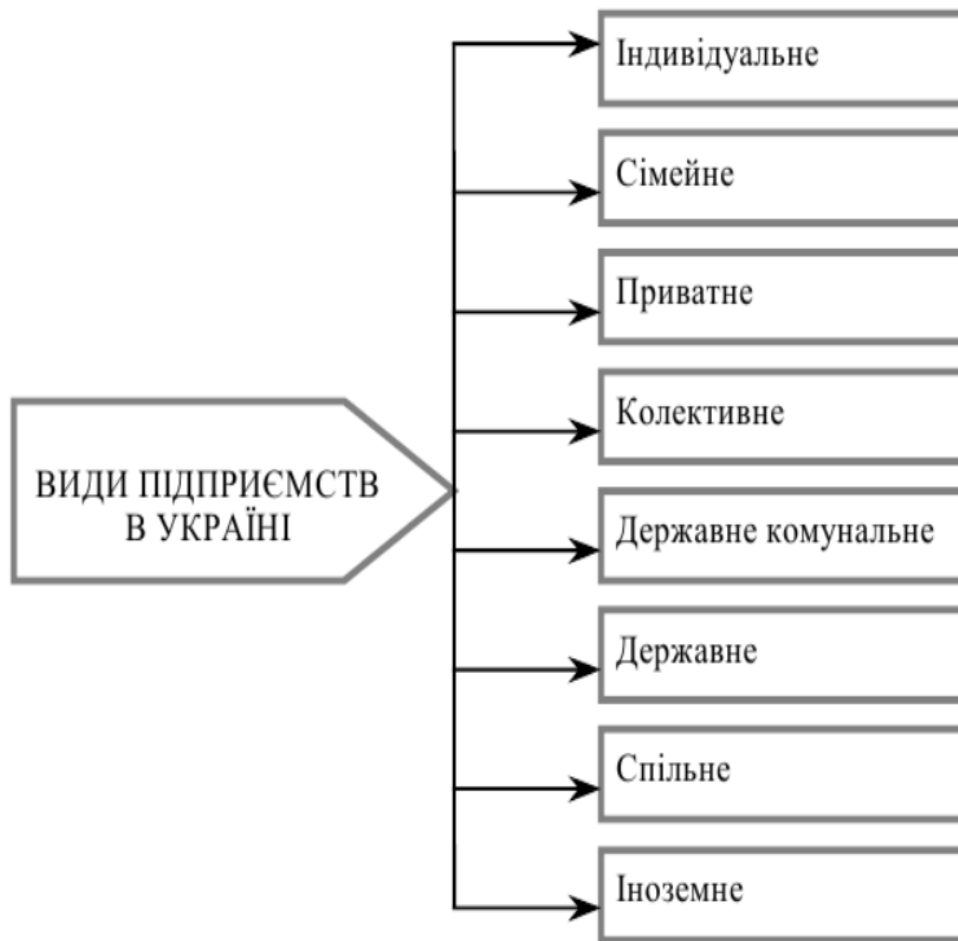 Індивідуальне
Сімейне
Приватне
Колективне
ВИДИ ПІДПРИЄМСТВ
В УКРАЇНІ
Державне комунальне
Державне
Спільне
Іноземне